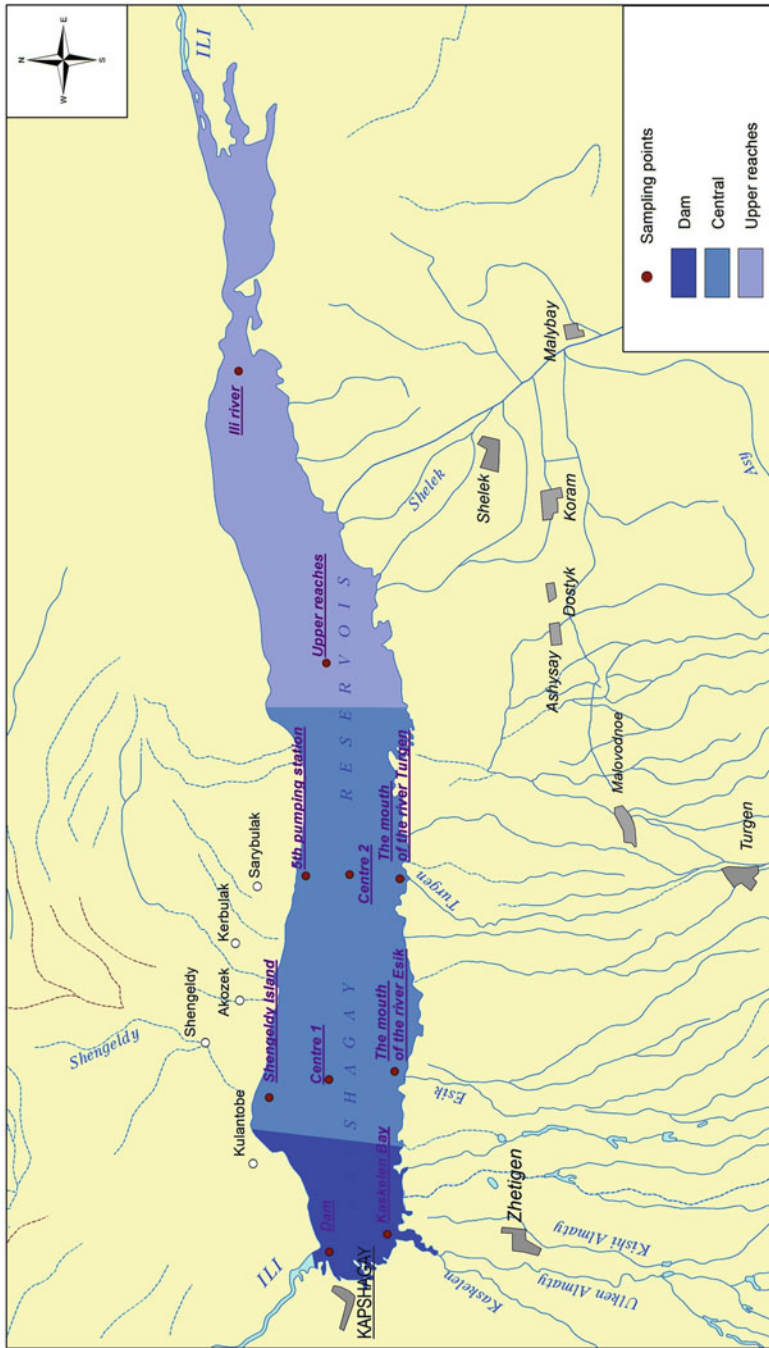 N
W
E
S
ILI
Shengeldy
Shengeldy
Kulantobe
Akozek
Kerbulak
Sarybulak
ILI
KAPSHAGAY
Dam
Kaskelen Bay
Shengeldy Island
Centre 1
The mouth
of the river Esik
5th pumping station
Centre 2
The mouth
of the river Turgen
Upper reaches
Ili river
SHAGAY RESERVOIS
Kaskelen
Ulken Almaty
Kishi Almaty
Zhetigen
Esik
Turgen
Turgen
Malovodnoe
Ashysay
Dostyk
Koram
Shelek
Shelek
Malybay
Asy
Sampling points
Dam
Central
Upper reaches